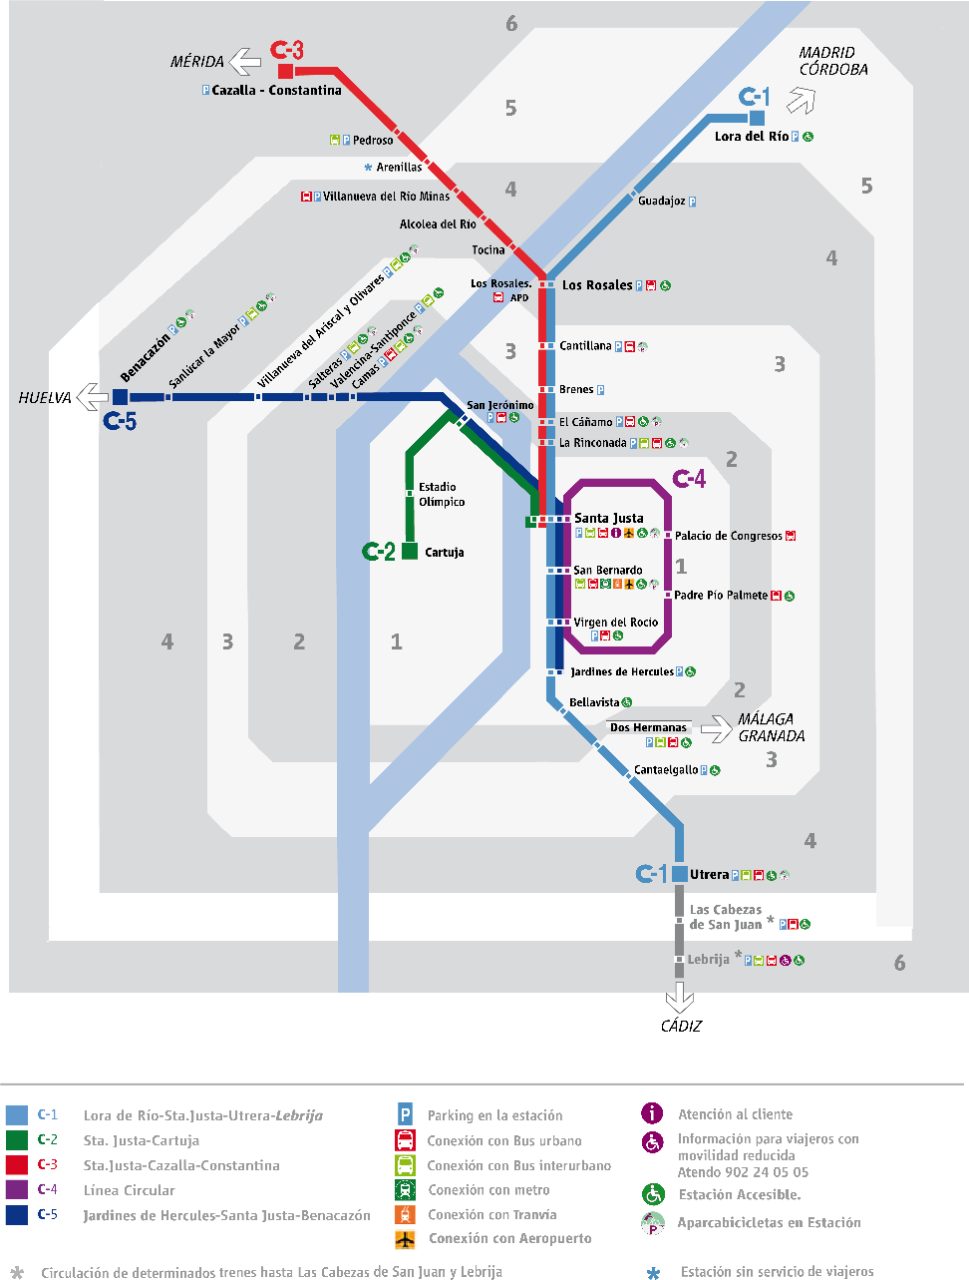 6
C-3
MÉRIDA
MADRID
CÓRDOBA
Cazalla - Constantina
C-1
5
Lora del Río
Pedroso
Arenillas
4
5
Villanueva del Río Minas
Guadajoz
Alcolea del Río
Tocina
4
Los Rosales.
APD
Los Rosales
Villanueva del Ariscal y Olivares
Benacazón
Sanlúcar la Mayor
Salteras
Valencina-Santiponce
Camas
3
Cantillana
3
Brenes
HUELVA
C-5
San Jerónimo
El Cáñamo
La Rinconada
2
C-4
Estadio
Olímpico
Santa Justa
Palacio de Congresos
C-2
Cartuja
San Bernardo
1
Padre Pío Palmete
Virgen del Rocio
4
3
2
1
Jardines de Hercules
2
Bellavista
Dos Hermanas
MÁLAGA
GRANADA
3
Cantaelgallo
4
C-1
Utrera
Las Cabezas
de San Juan *
Lebrija *
6
CÁDIZ
C-1 Lora de Río-Sta.Justa-Utrera-Lebrija
C-2 Sta. Justa-Cartuja
C-3 Sta.Justa-Cazalla-Constantina
C-4 Línea Circular
C-5 Jardines de Hercules-Santa Justa-Benacazón
P Parking en la estación
Conexión con Bus urbano
Conexión con Bus interurbano
Conexión con metro
Conexión con Tranvía
Conexión con Aeropuerto
i Atención al cliente
Información para viajeros con
movilidad reducida
Atendo 902 24 05 05
Estación Accesible.
Aparcabicicletas en Estación
* Circulación de determinados trenes hasta Las Cabezas de San Juan y Lebrija
* Estación sin servicio de viajeros